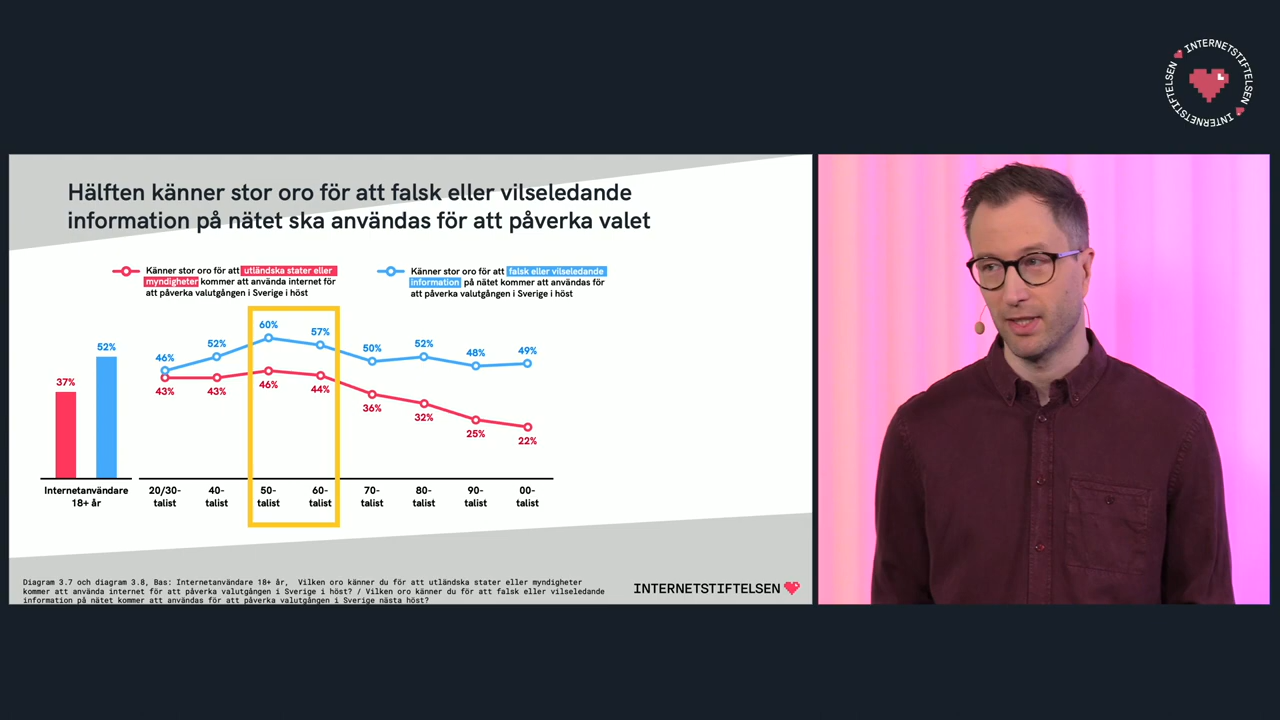 INTERNETSTIFTELSEN
INTERNETSTIFTELSEN
Hälften känner stor oro för att falsk eller vilseledande
information på nätet ska användas för att påverka valet
Känner stor oro för att utländska stater eller
myndigheter kommer att använda internet för
att påverka valutgången i Sverige i höst
Känner stor oro för att falsk eller vilseledande
information på nätet kommer att användas för
att påverka valutgången i Sverige i höst
37%
52%
46%
52%
60%
57%
50%
52%
48%
49%
43%
43%
46%
44%
36%
32%
25%
22%
Internetanvändare
18+ år
20/30-
talist
40-
talist
50-
talist
60-
talist
70-
talist
80-
talist
90-
talist
00-
talist
Diagram 3.7 och diagram 3.8, Bas: Internetanvändare 18+ år, Vilken oro känner du för att utländska stater eller myndigheter
kommer att använda internet för att påverka valutgången i Sverige i höst? / Vilken oro känner du för att falsk eller vilseledande
information på nätet kommer att användas för att påverka valutgången i Sverige nästa höst?
INTERNETSTIFTELSEN